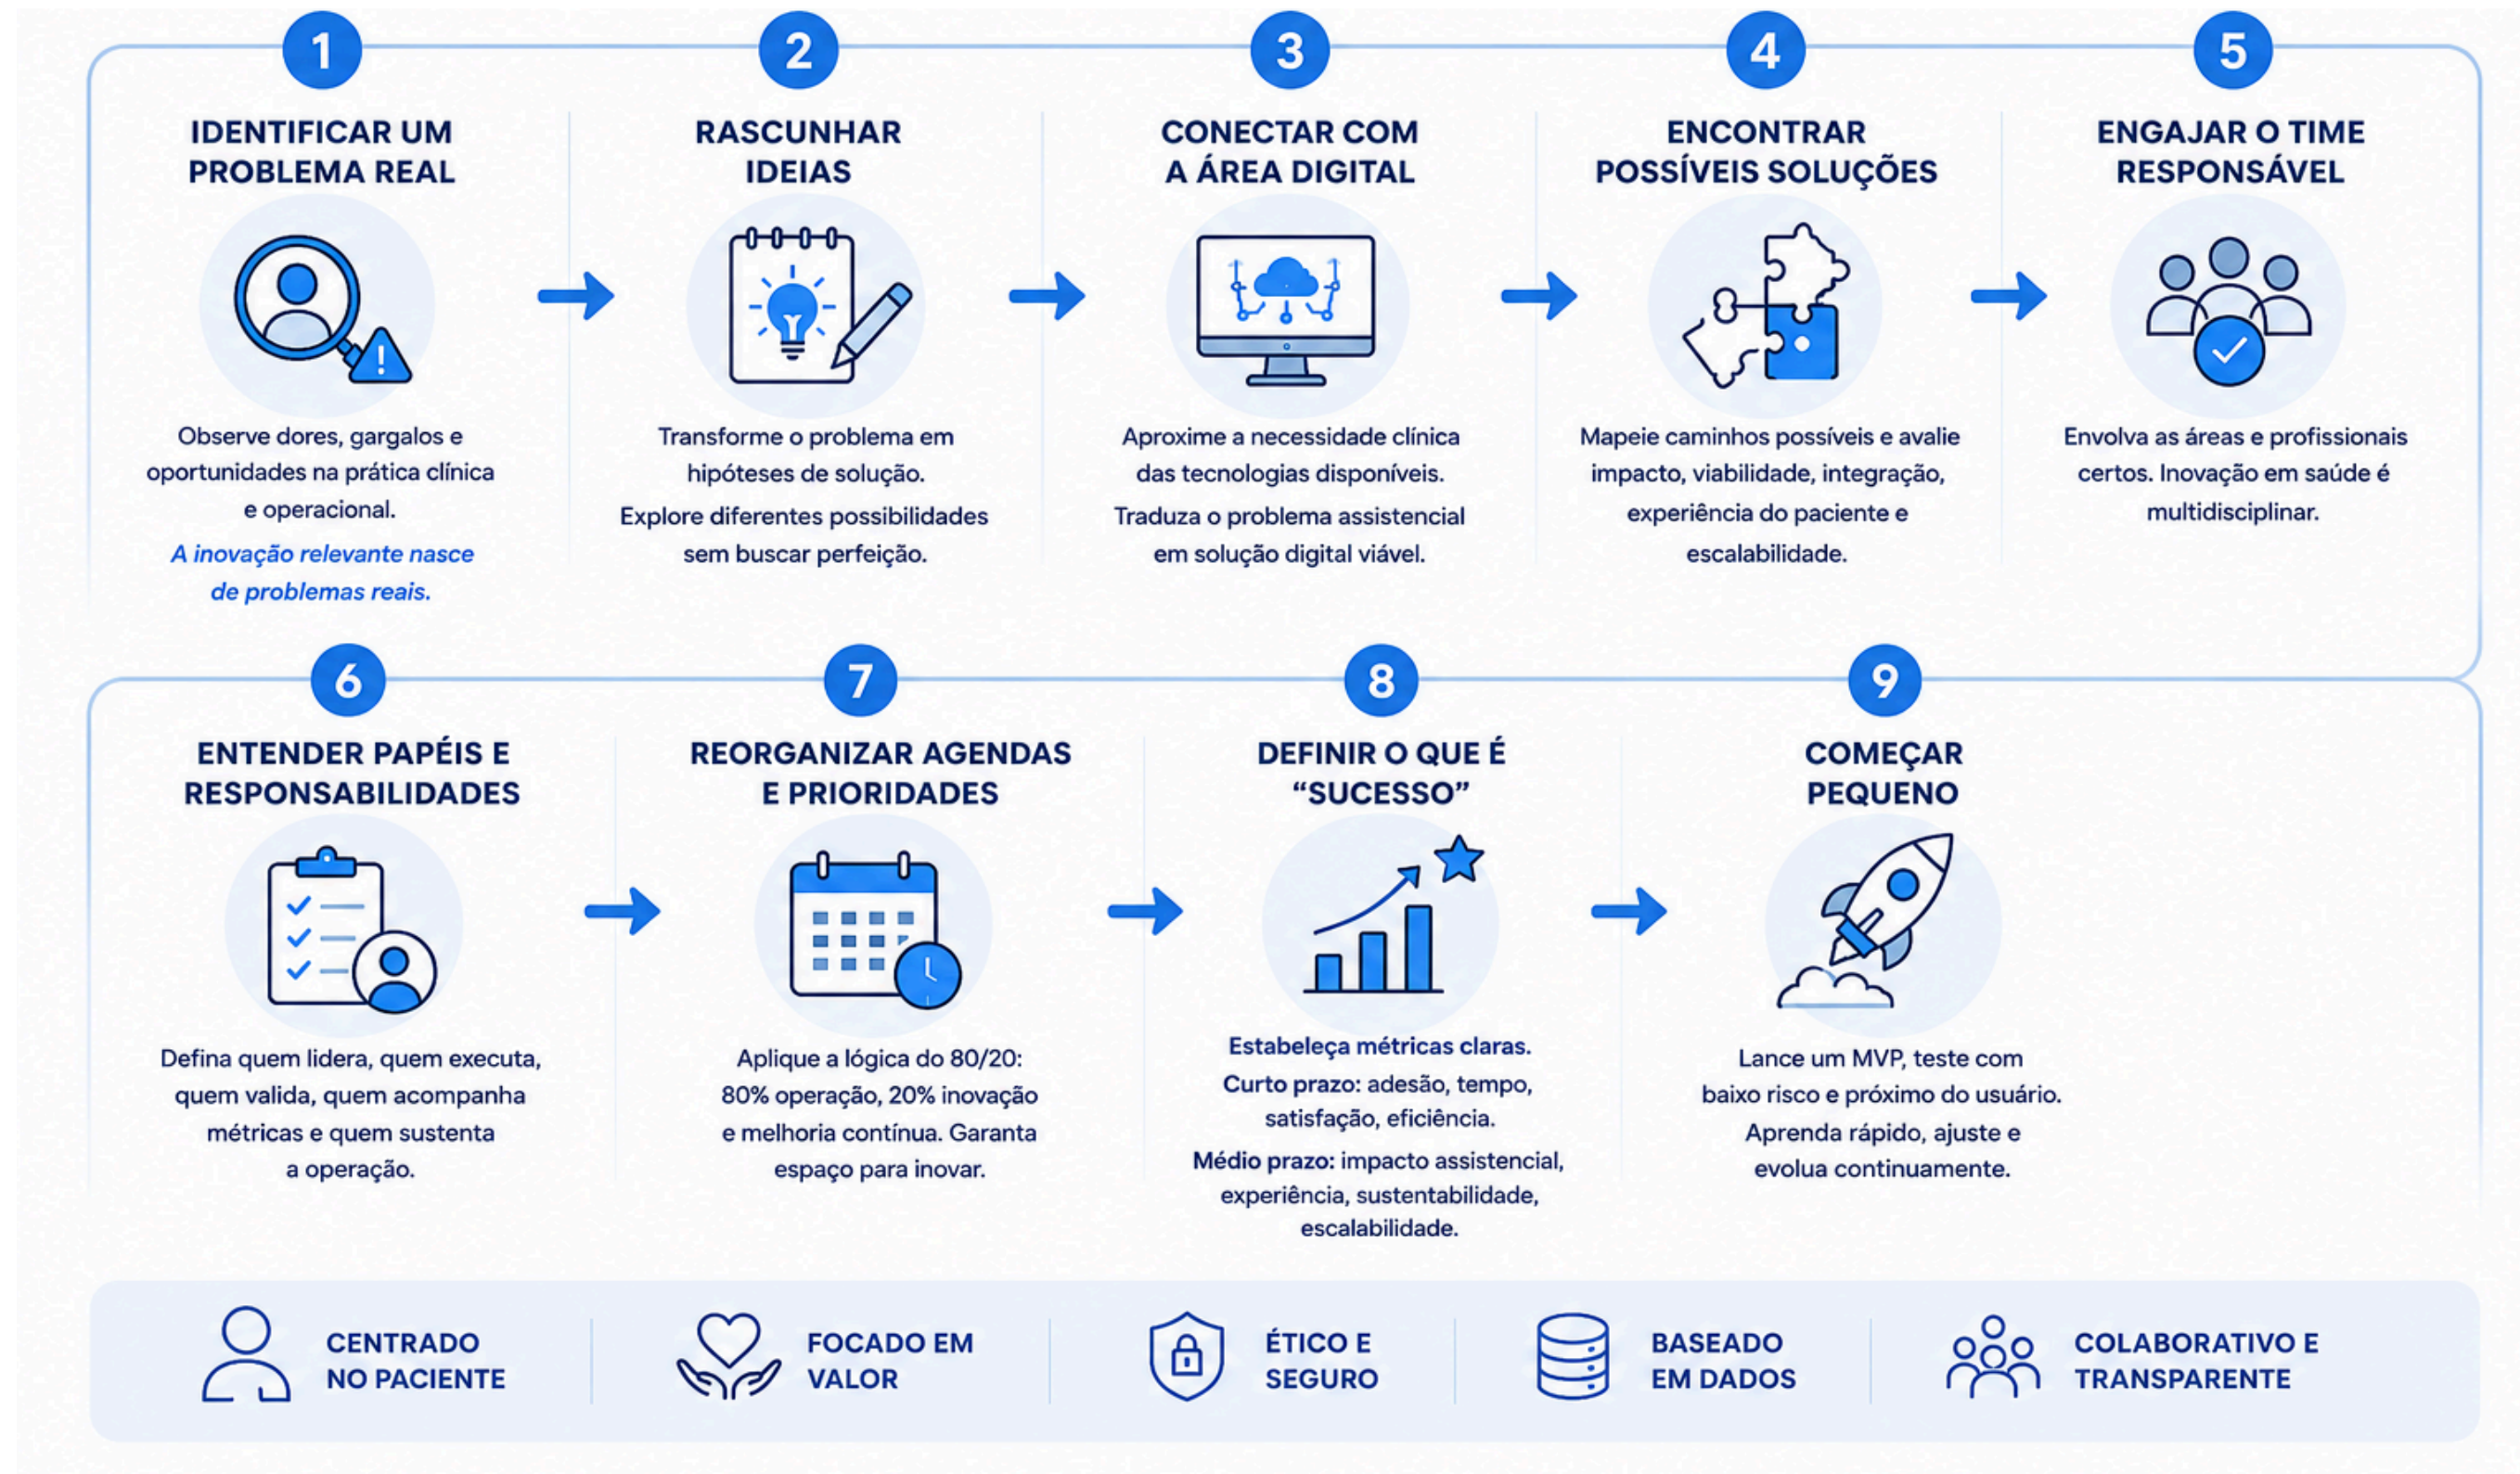 1
IDENTIFICAR UM
PROBLEMA REAL
Observe dores, gargalos e
oportunidades na prática clínica
e operacional.
A inovação relevante nasce
de problemas reais.
2
RASCUNHAR
IDEIAS
Transforme o problema em
hipóteses de solução.
Explore diferentes possibilidades
sem buscar perfeição.
3
CONECTAR COM
A ÁREA DIGITAL
Aproxime a necessidade clínica
das tecnologias disponíveis.
Traduza o problema assistencial
em solução digital viável.
4
ENCONTRAR
POSSÍVEIS SOLUÇÕES
Mapeie caminhos possíveis e avalie
impacto, viabilidade, integração,
experiência do paciente e
escalabilidade.
5
ENGAJAR O TIME
RESPONSÁVEL
Envolva as áreas e profissionais
certos. Inovação em saúde é
multidisciplinar.
6
ENTENDER PAPÉIS E
RESPONSABILIDADES
Defina quem lidera, quem executa,
quem valida, quem acompanha
métricas e quem sustenta
a operação.
7
REORGANIZAR AGENDAS
E PRIORIDADES
Aplique a lógica do 80/20:
80% operação, 20% inovação
e melhoria contínua. Garanta
espaço para inovar.
8
DEFINIR O QUE É
“SUCESSO”
Estabeleça métricas claras.
Curto prazo: adesão, tempo,
satisfação, eficiência.
Médio prazo: impacto assistencial,
experiência, sustentabilidade,
escalabilidade.
9
COMEÇAR
PEQUENO
Lance um MVP, teste com
baixo risco e próximo do usuário.
Aprenda rápido, ajuste e
evolua continuamente.
CENTRADO
NO PACIENTE
FOCADO EM
VALOR
ÉTICO E
SEGURO
BASEADO
EM DADOS
COLABORATIVO E
TRANSPARENTE